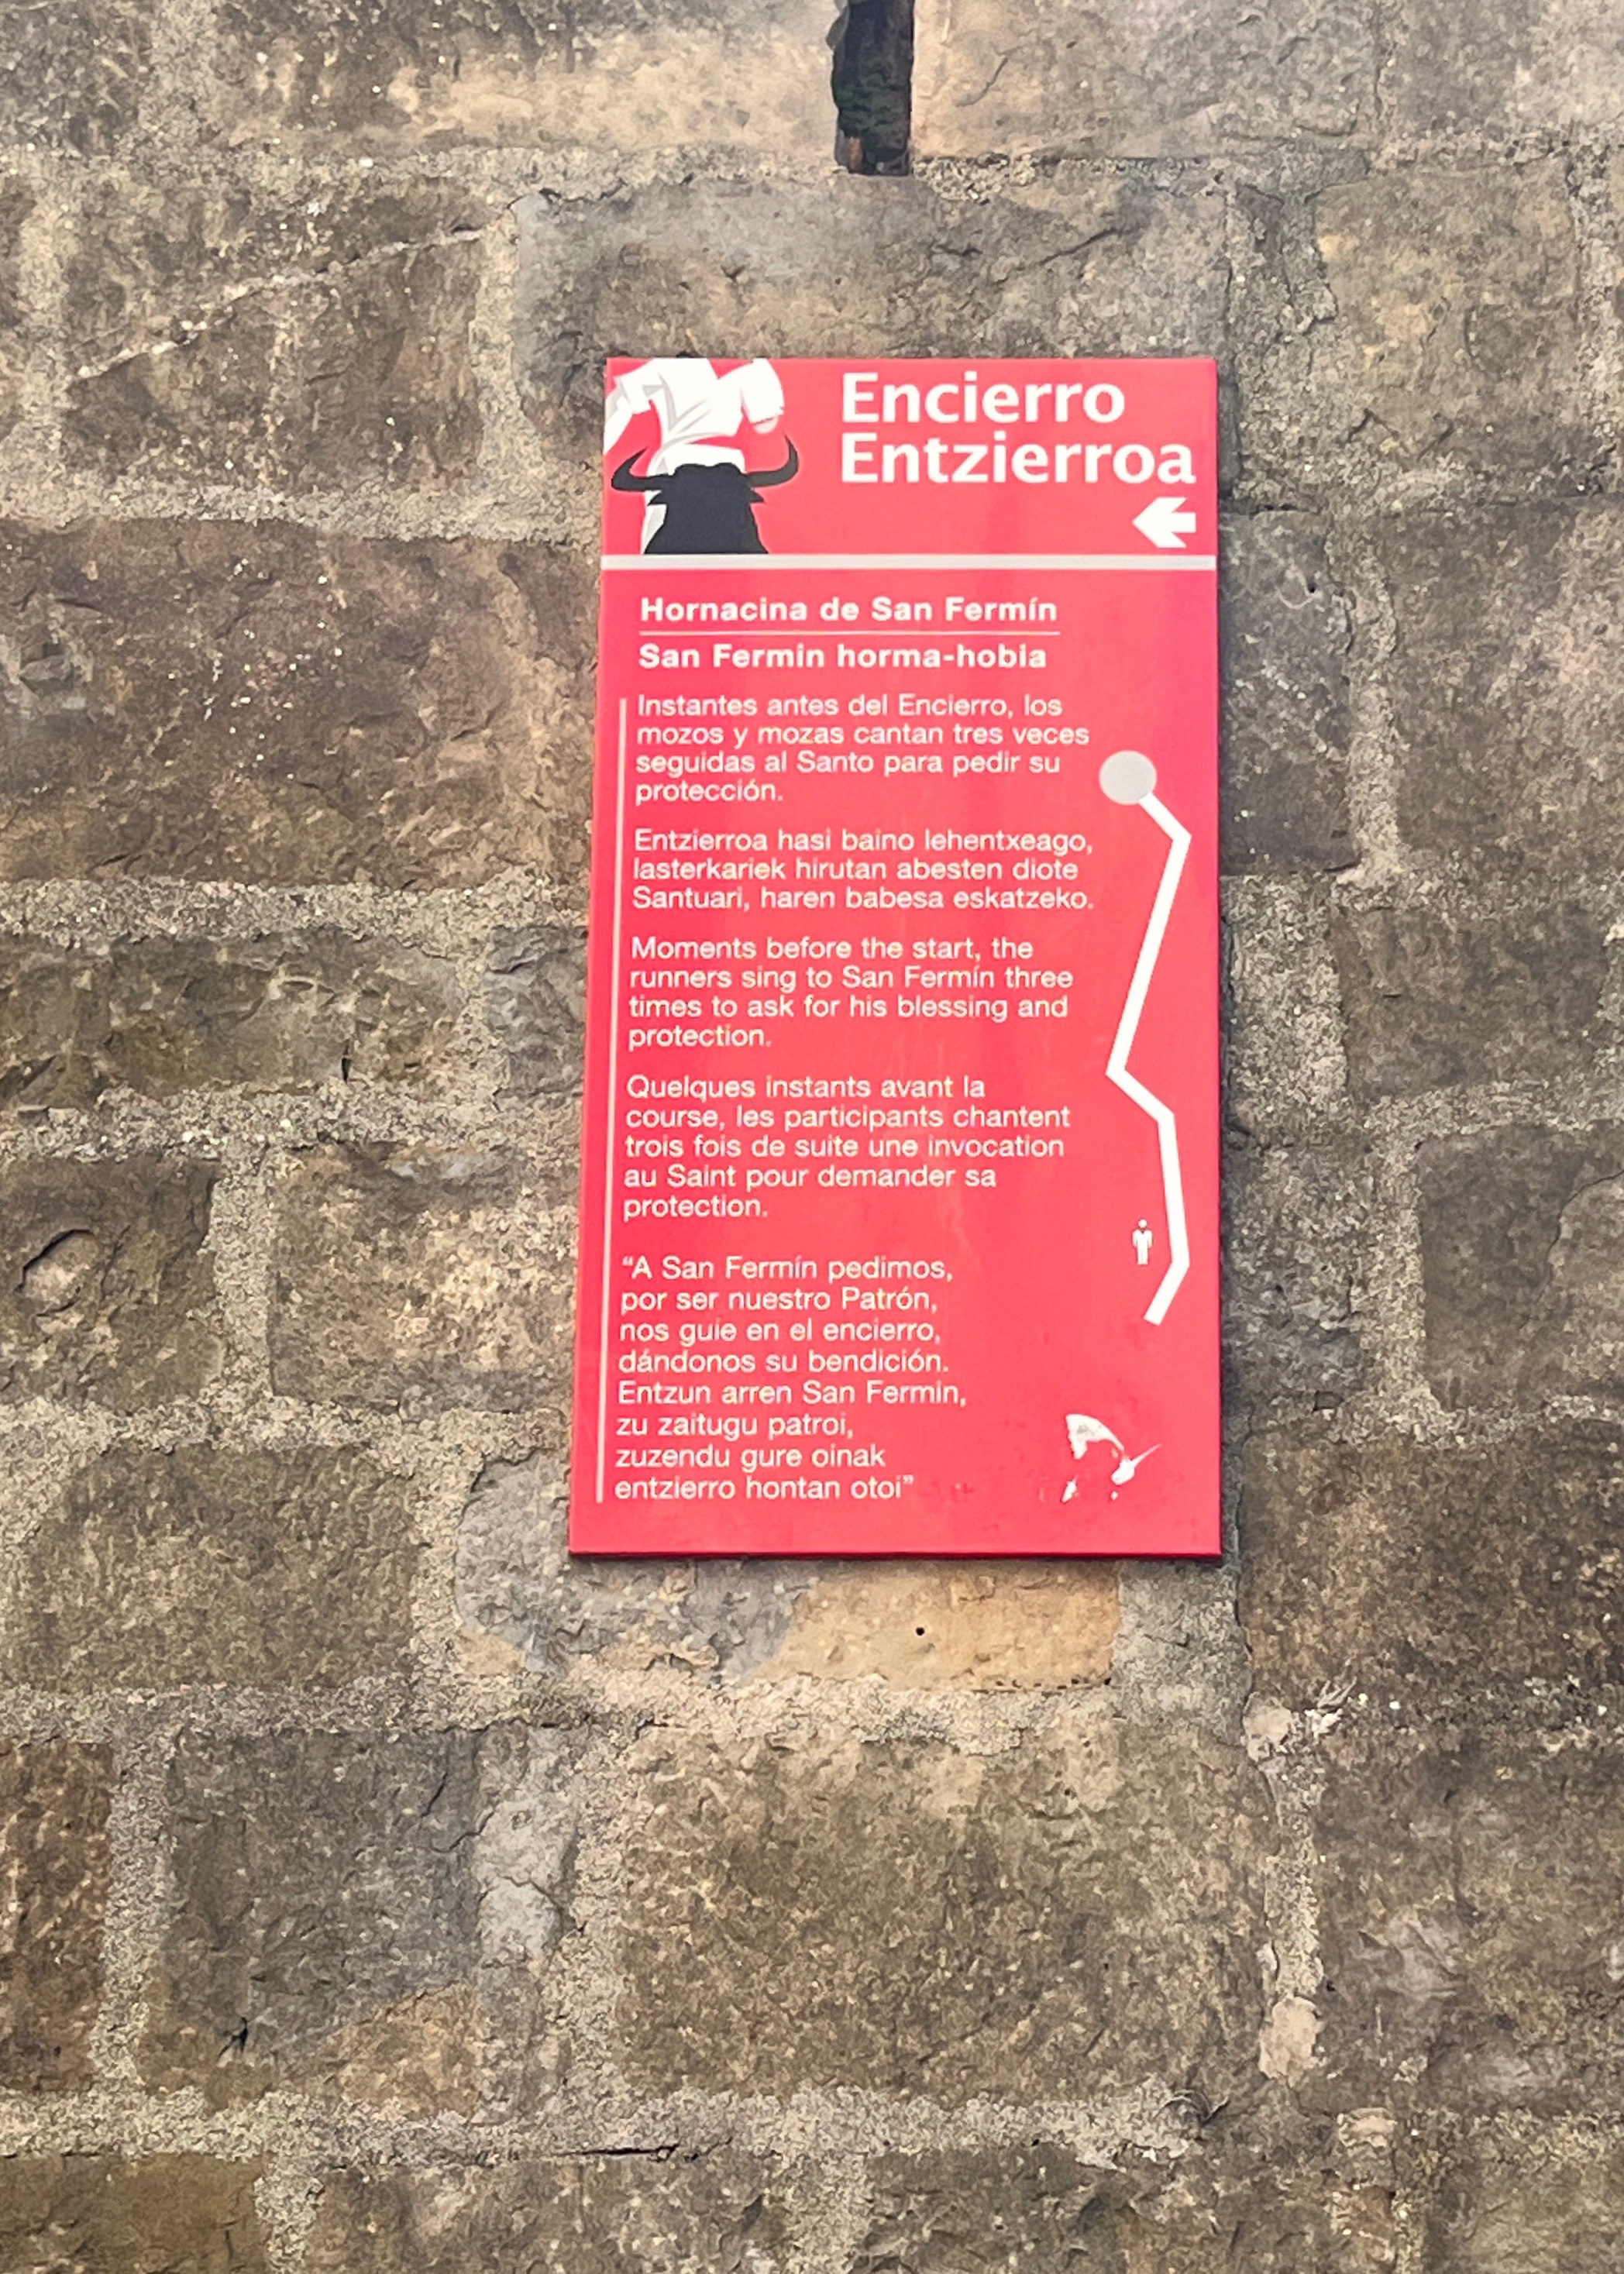 Encierro
Entzierroa
Hornacina de San Fermín
San Fermin horma-hobia
Instantes antes del Encierro, los
mozos y mozas cantan tres veces
seguidas al Santo para pedir su
protección.
Entzierroa hasi baino lehentxeago,
lasterkariek hirutan abesten diote
Santuari, haren babesa eskatzeko.
Moments before the start, the
runners sing to San Fermín three
times to ask for his blessing and
protection.
Quelques instants avant la
course, les participants chantent
trois fois de suite une invocation
au Saint pour demander sa
protection.
“A San Fermín pedimos,
por ser nuestro Patrón,
nos guíe en el encierro,
dándonos su bendición.
Entzun arren San Fermin,
zu zaitugu patroi,
zuzendu gure oinak
entzierro hontan otoi”